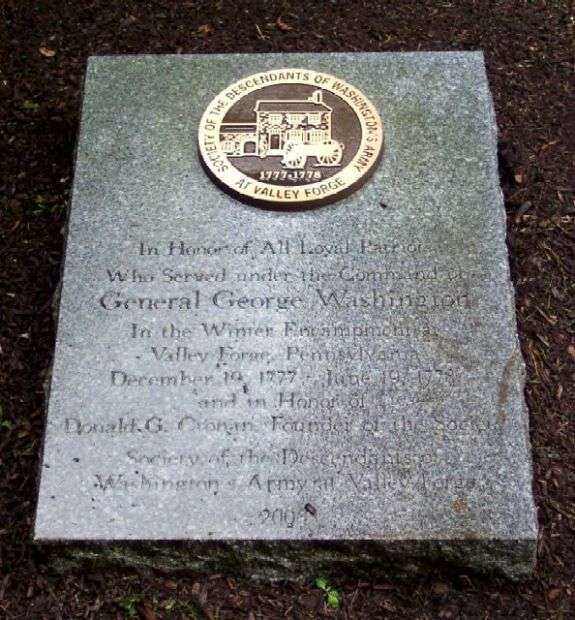 SOCIETY OF THE DESCENDANTS OF WASHINGTON'S ARMY
1777-1778
AT VALLEY FORGE
In Honor of All Loyal Patriots
Who Served under the Command of
General George Washington
In the Winter Encampment at
Valley Forge, Pennsylvania
December 19, 1777 - June 19, 1778
and in Honor of
Donald G. Cronan, Founder of the Society
Society of the Descendants of
Washington's Army at Valley Forge